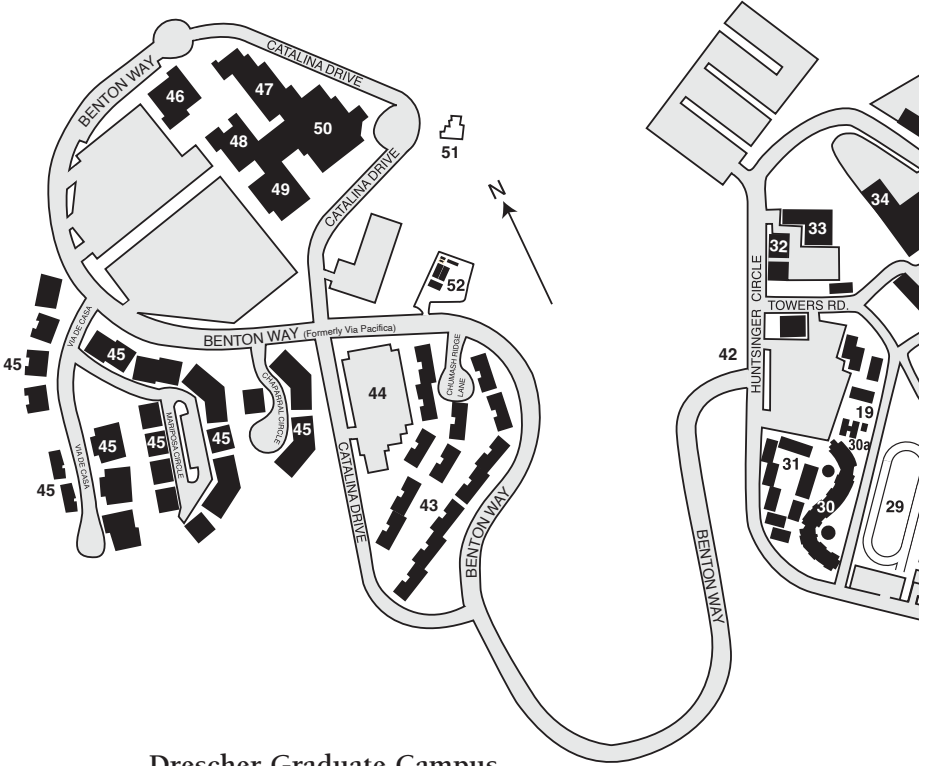 CATALINA DRIVE
BENTON WAY
47
46
50
48
51
49
CATALINA DRIVE
N
34
33
32
52
HUNTSINGER CIRCLE
TOWERS RD.
VIA DE CASA
BENTON WAY (Formerly Via Pacifica)
45
45
42
CHUMASH RIDGE
LANE
44
CHAPARRAL CIRCLE
19
MARIPOSA CIRCLE
45
45
45
45
30a
VIA DE CASA
CATALINA DRIVE
31
45
43
30
29
BENTON WAY
BENTON WAY
Drescher Graduate Campus